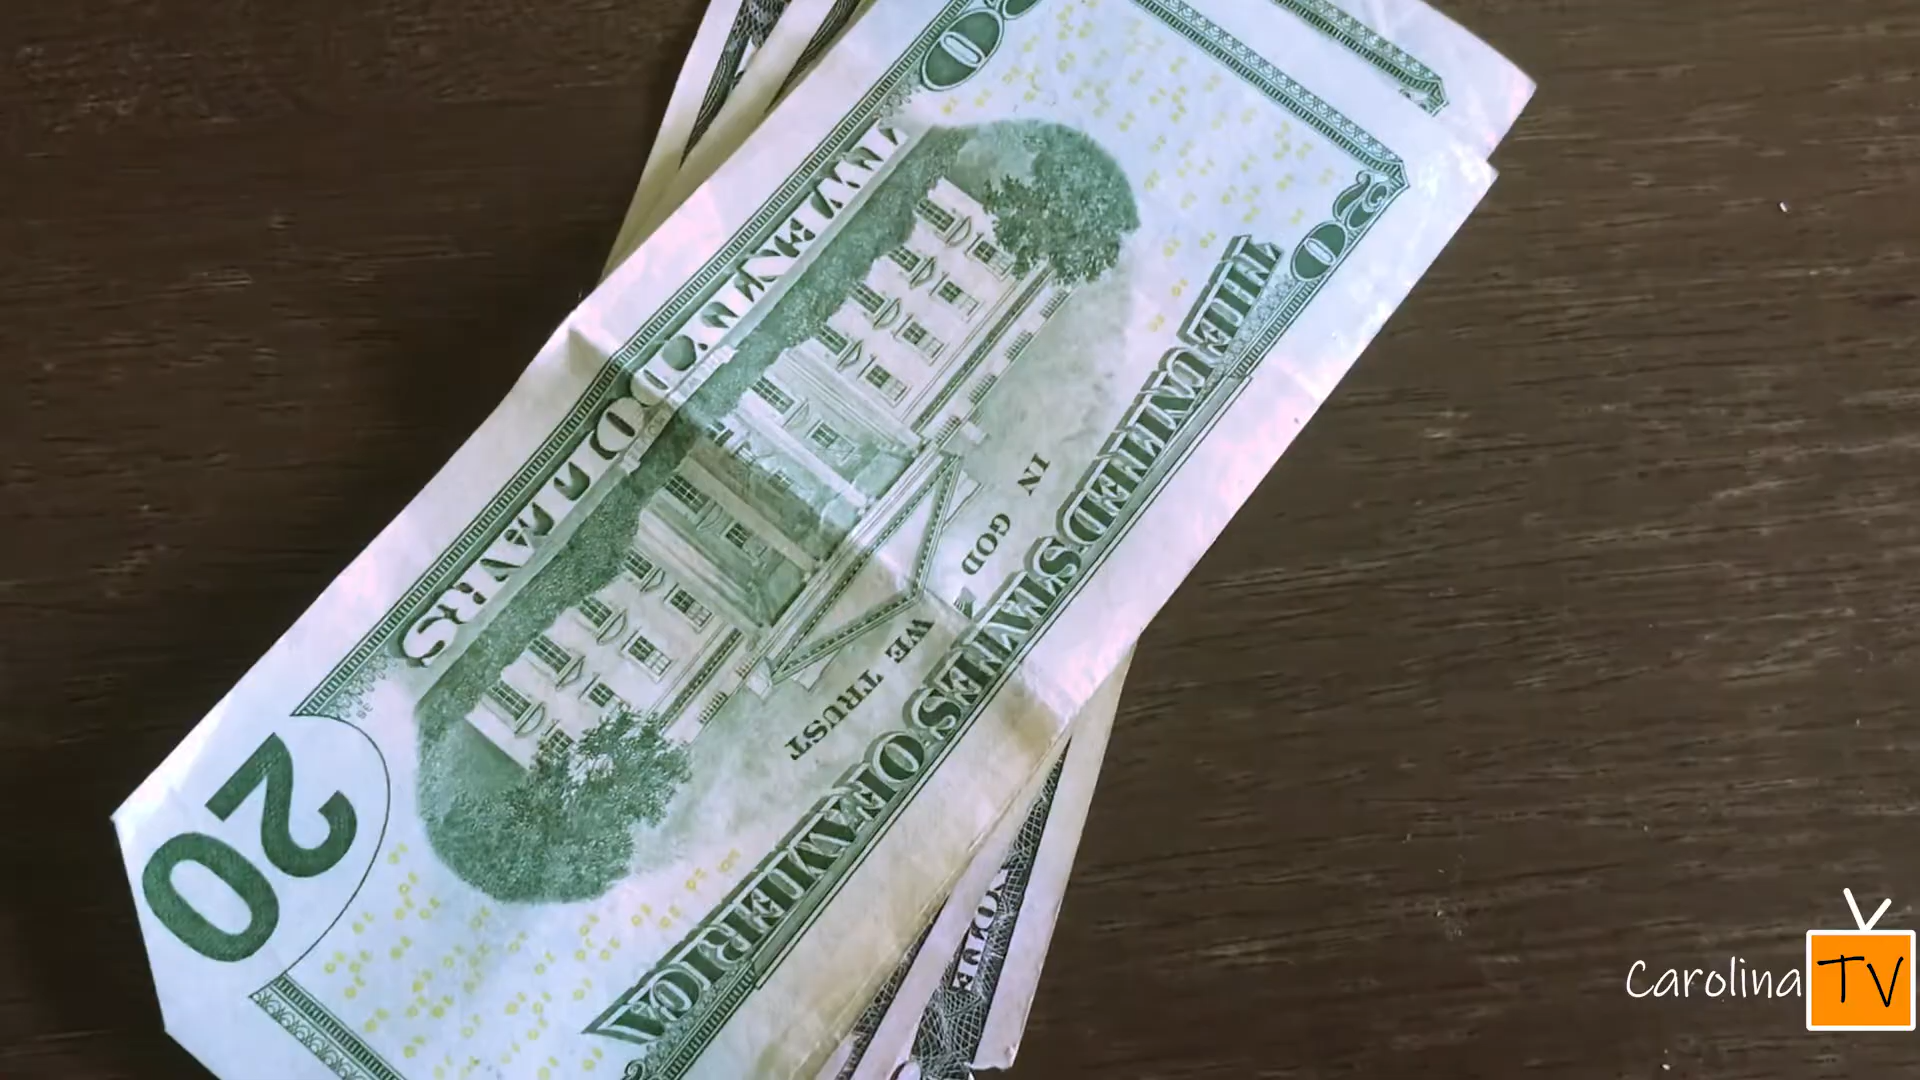 20
20
TWENTY DOLLARS
IN GOD WE TRUST
THE UNITED STATES OF AMERICA
20
Carolina TV